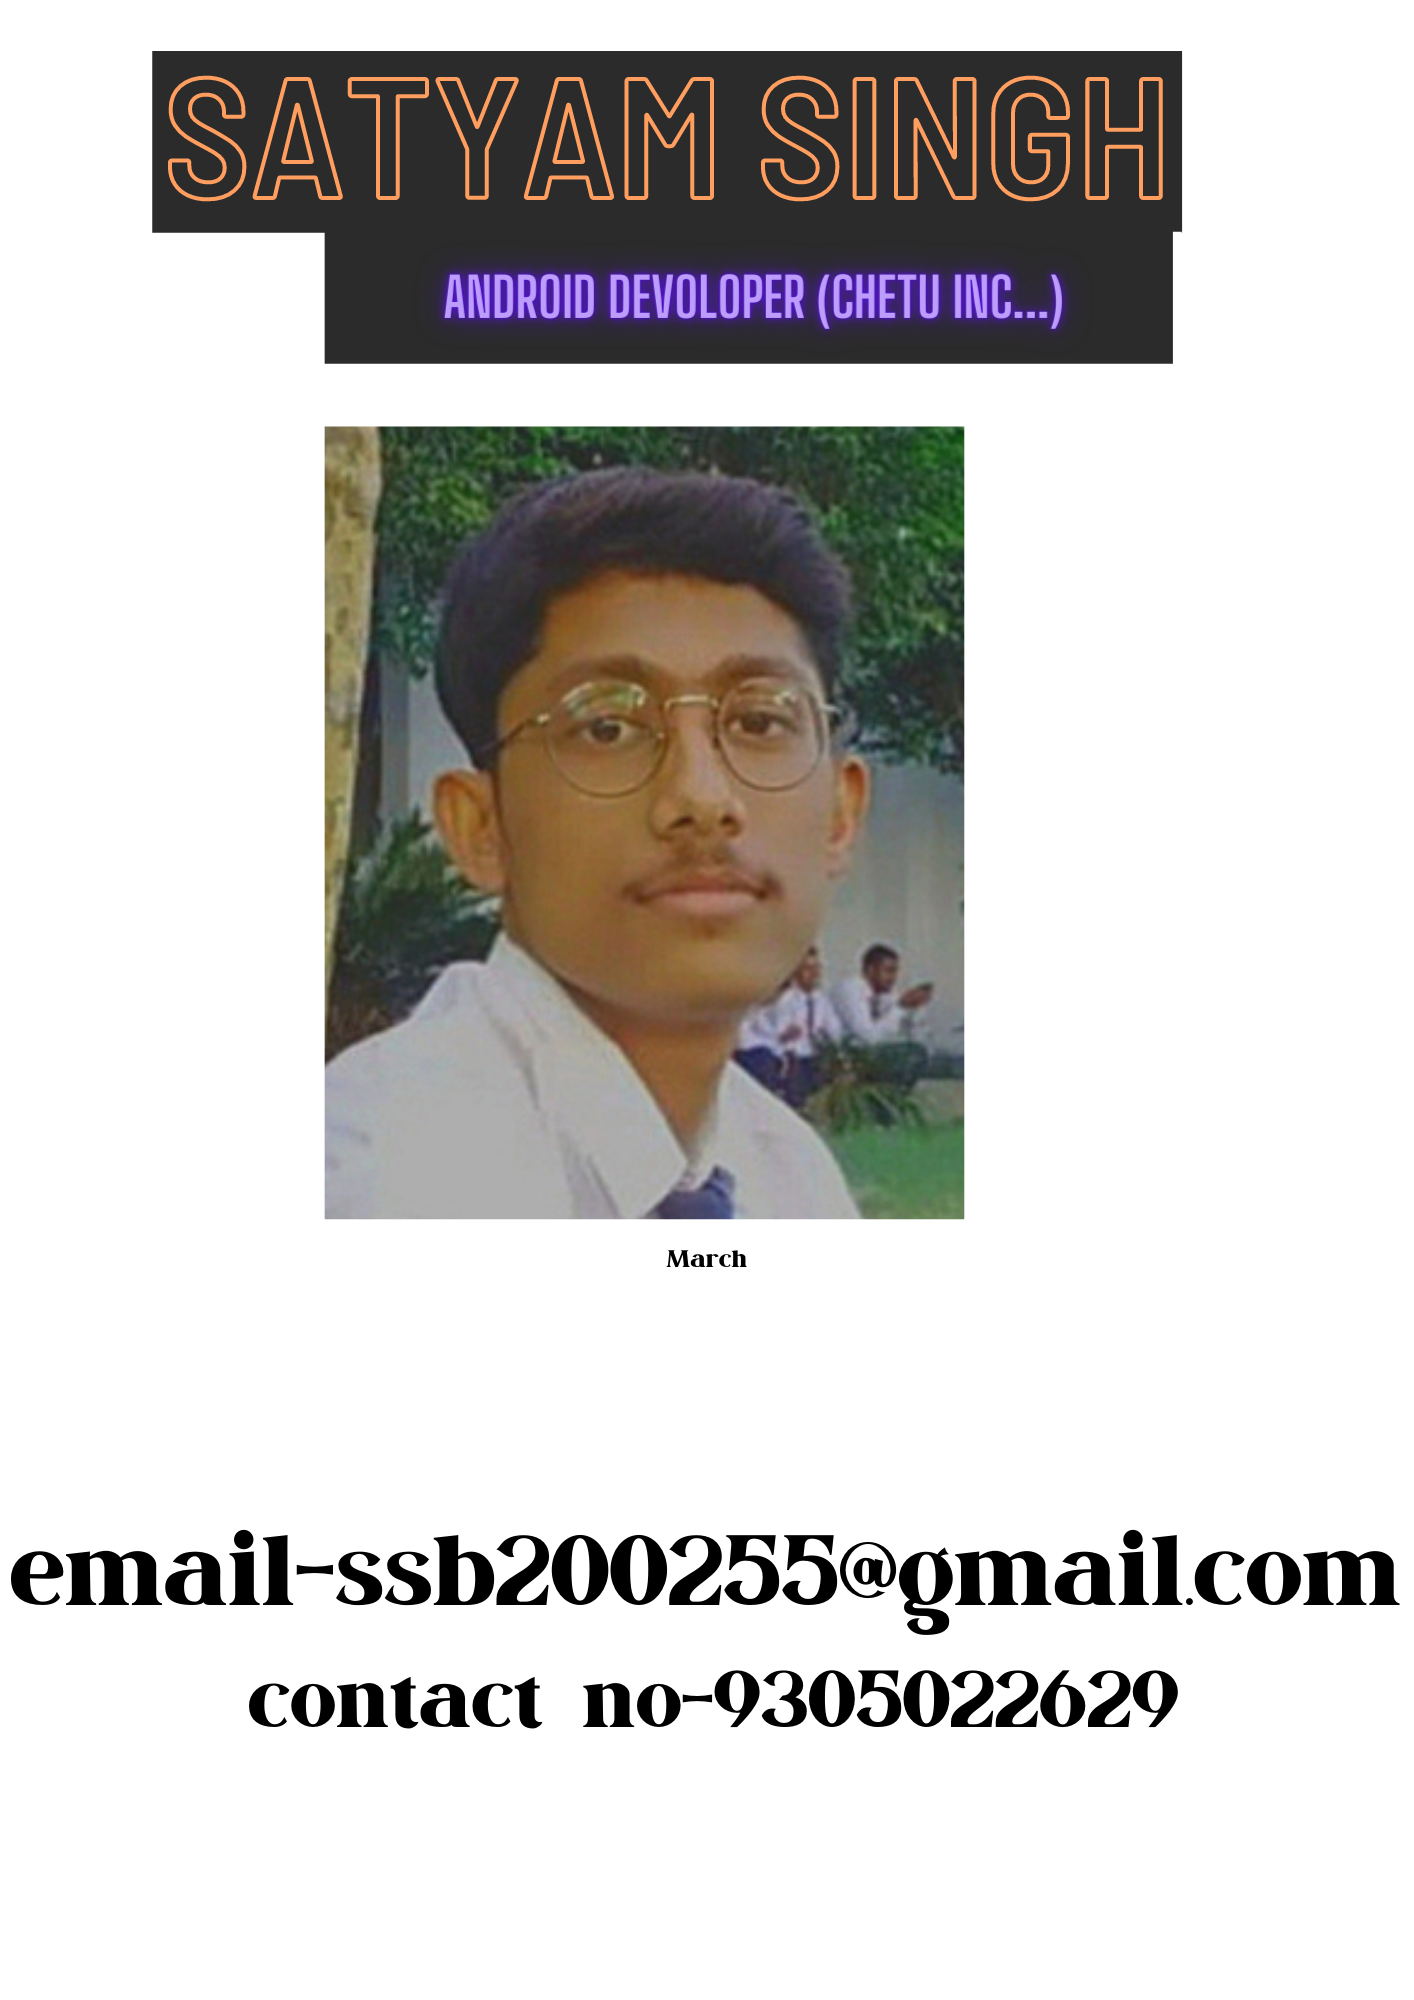 SATYAM SINGH
ANDROID DEVOLOPER (CHETU INC...)
March
email-ssb200255@gmail.com
contact no-9305022629